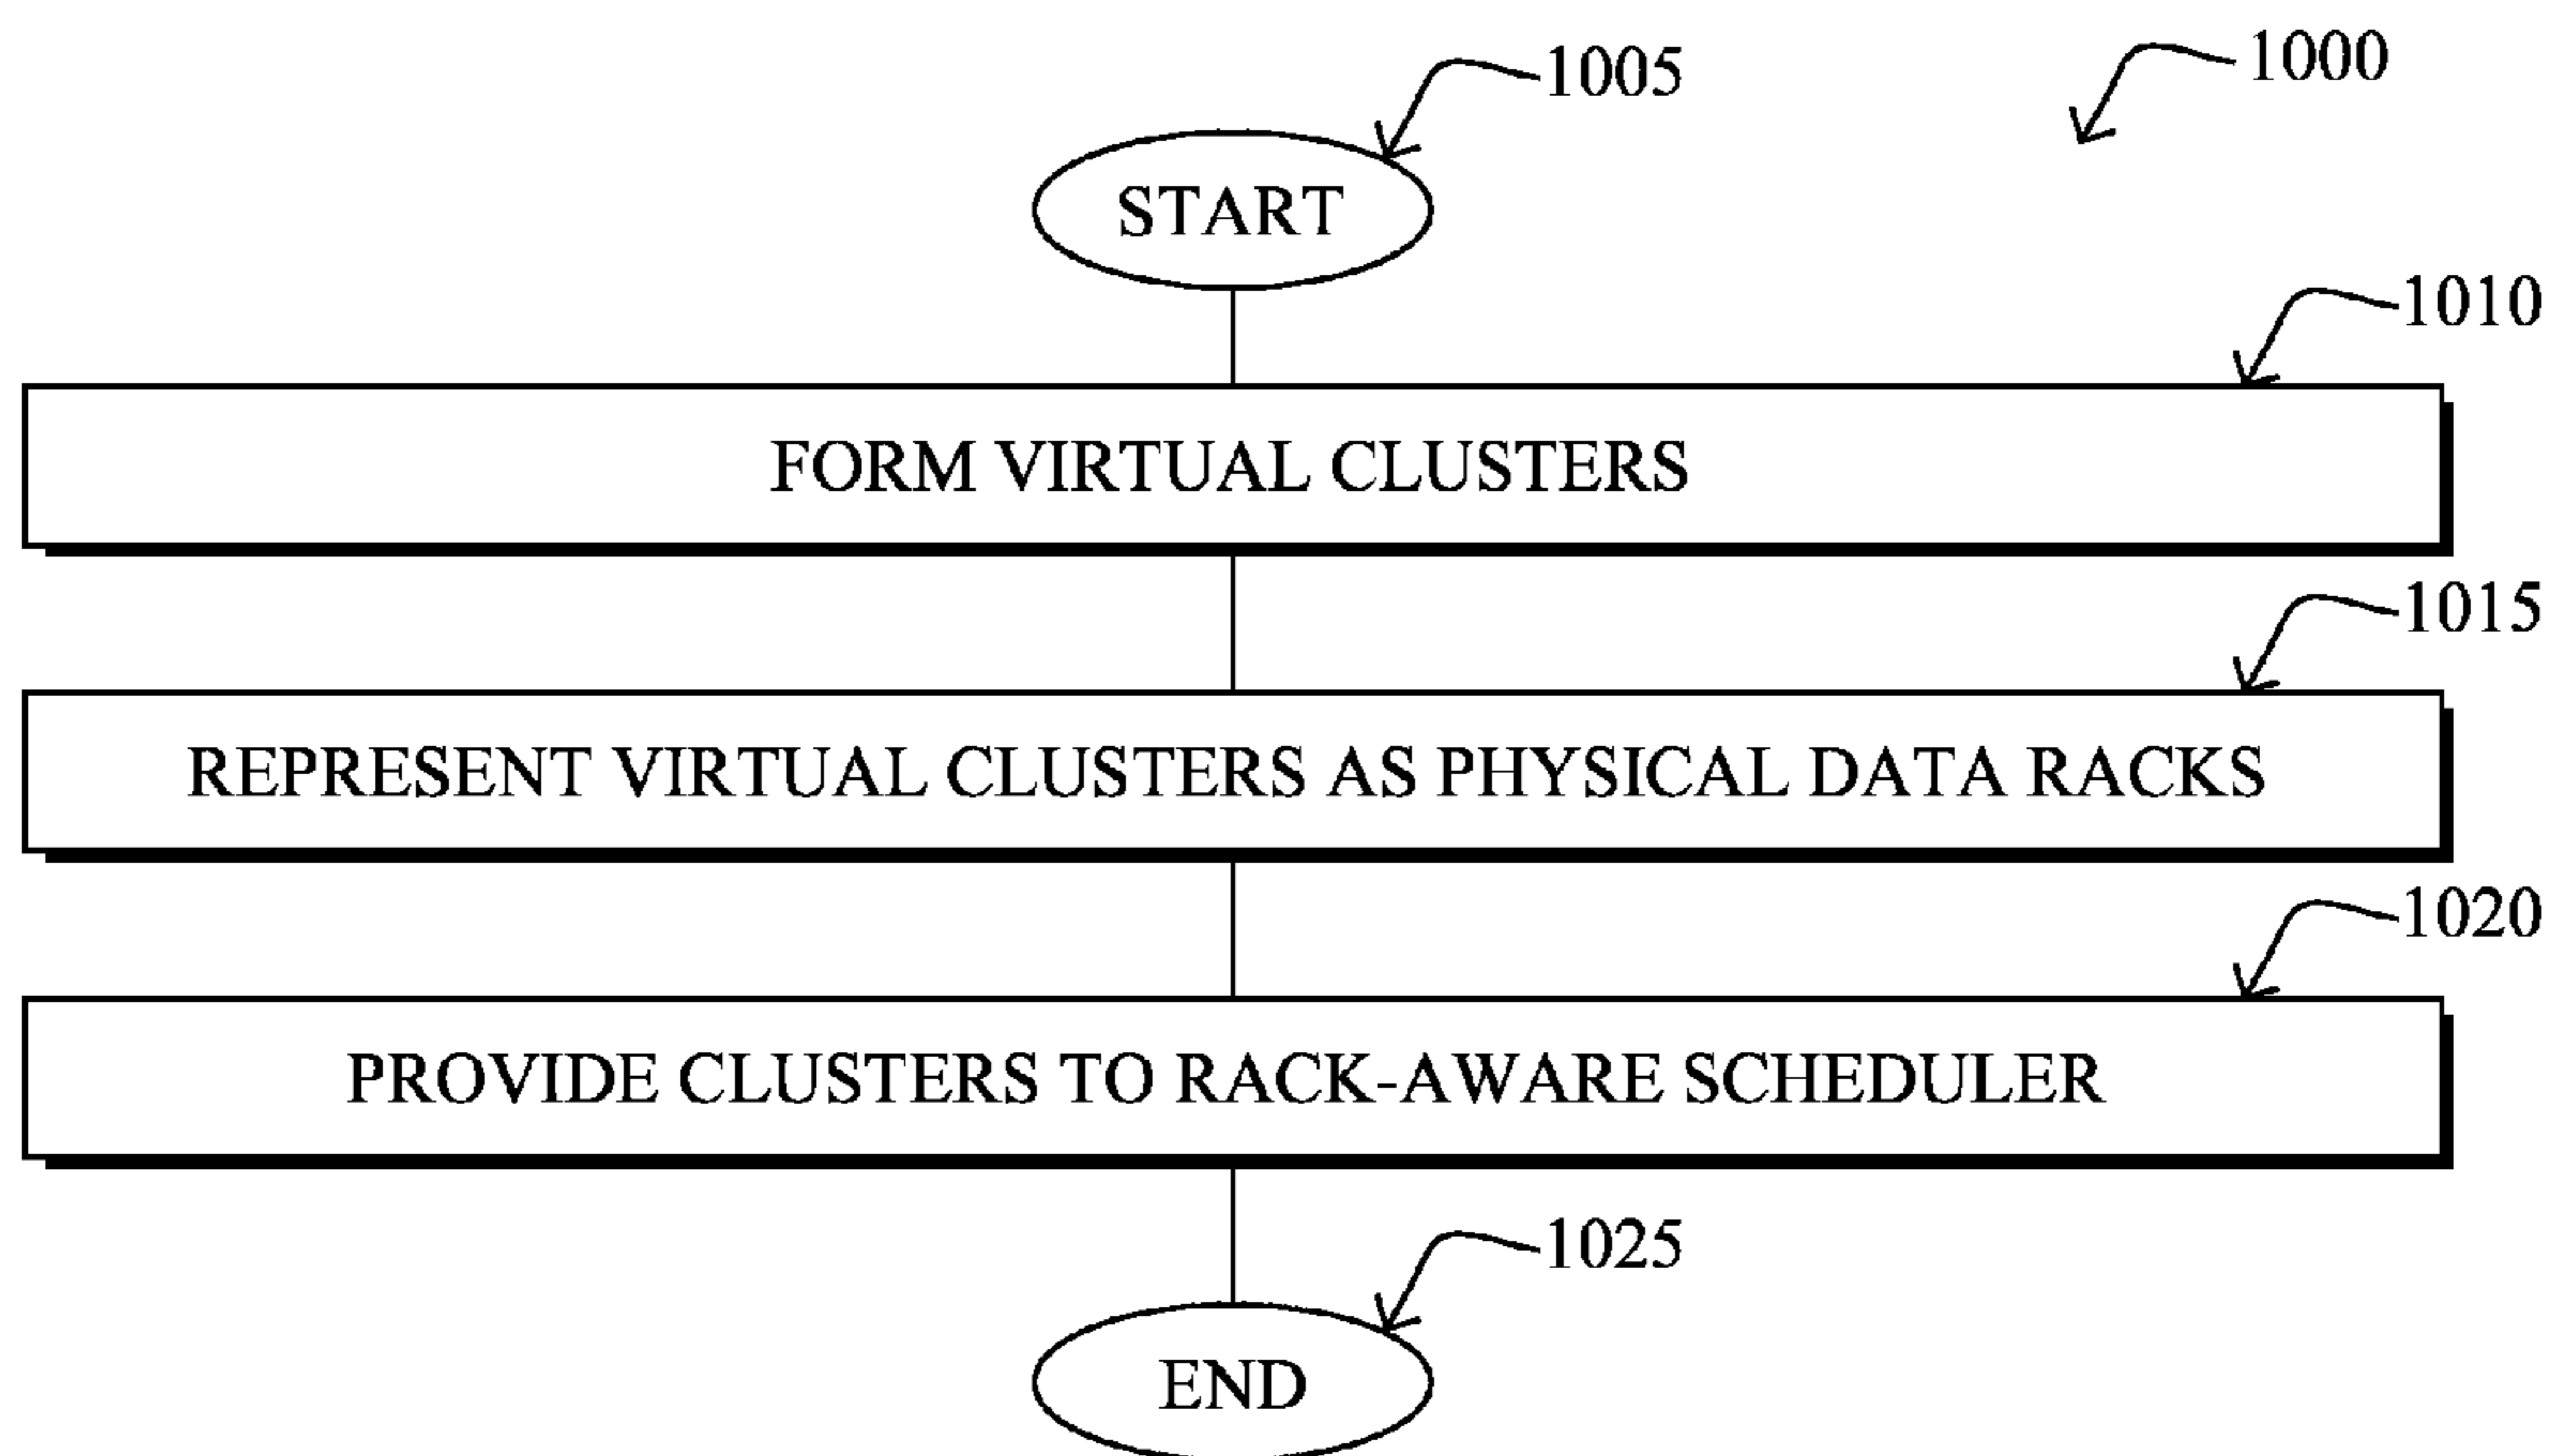 1000
1005
START
1010
FORM VIRTUAL CLUSTERS
1015
REPRESENT VIRTUAL CLUSTERS AS PHYSICAL DATA RACKS
1020
PROVIDE CLUSTERS TO RACK-AWARE SCHEDULER
1025
END